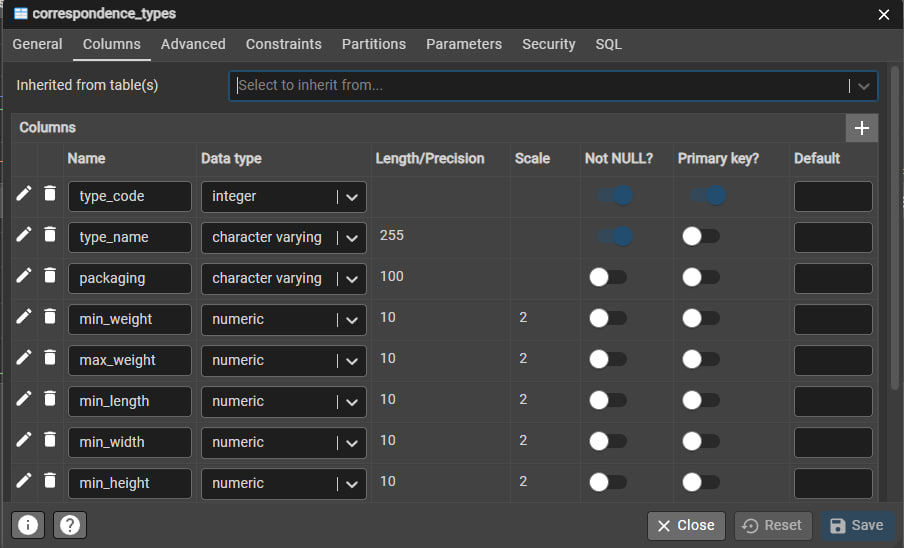 correspondence_types
General Columns Advanced Constraints Partitions Parameters Security SQL
Inherited from table(s) Select to inherit from...
Columns
Name Data type Length/Precision Scale Not NULL? Primary key? Default
type_code integer
type_name character varying 255
packaging character varying 100
min_weight numeric 10 2
max_weight numeric 10 2
min_length numeric 10 2
min_width numeric 10 2
min_height numeric 10 2
Close Reset Save